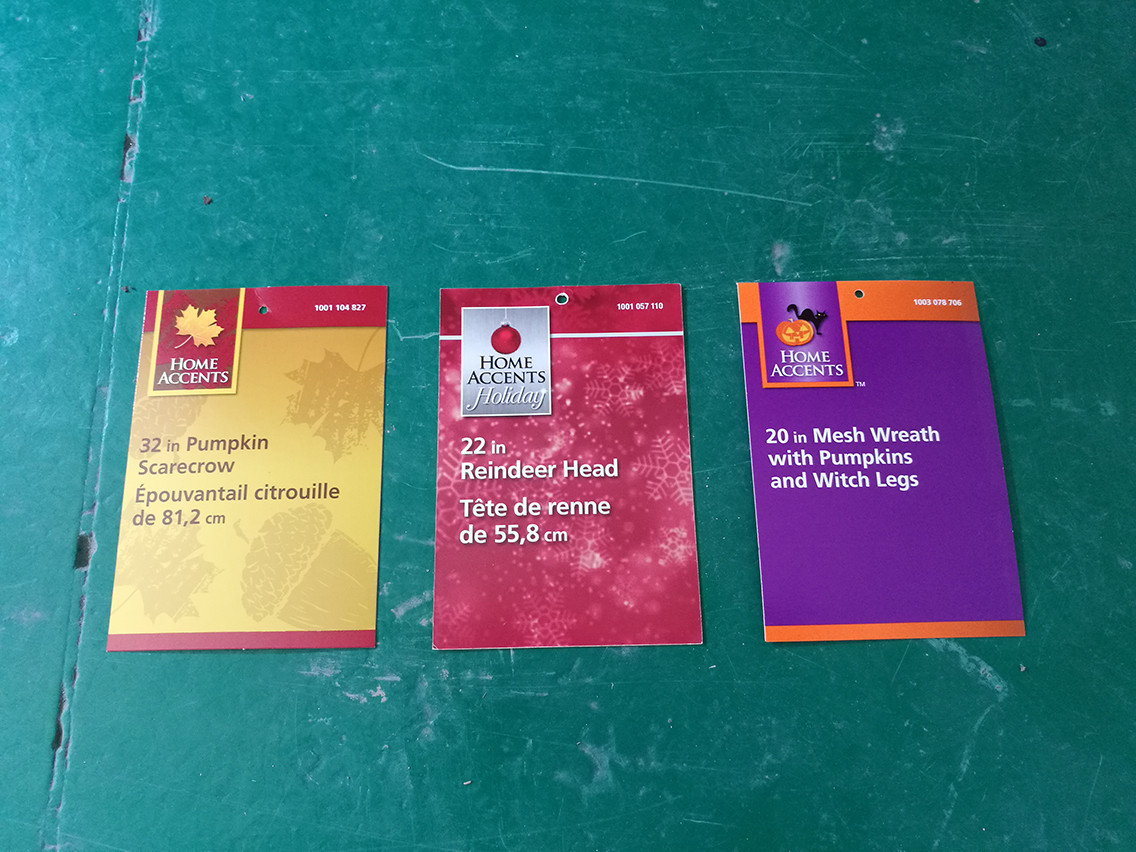 1001 104 827
HOME
ACCENTS
32 in Pumpkin
Scarecrow
Épouvantail citrouille
de 81,2 cm
1001 057 110
HOME
ACCENTS
Holiday
22 in
Reindeer Head
Tête de renne
de 55,8 cm
1003 078 706
HOME
ACCENTS
TM
20 in Mesh Wreath
with Pumpkins
and Witch Legs